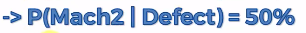 -> P(Mach2 | Defect) = 50%